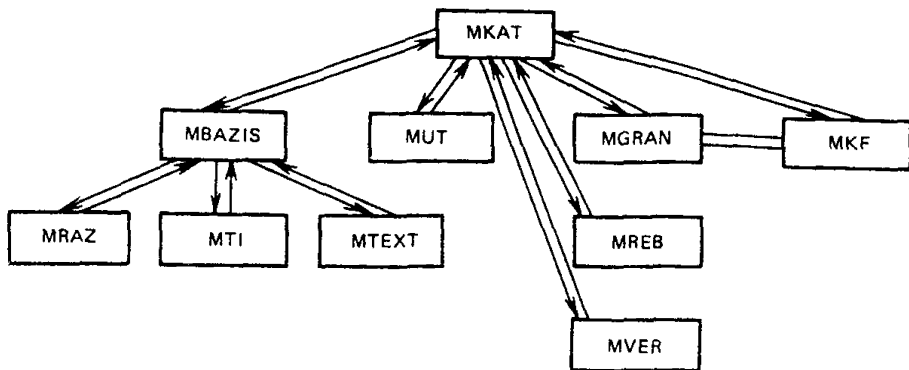 MKAT
MBAZIS
MUT
MGRAN
MKF
MRAZ
MTI
MTEXT
MREB
MVER